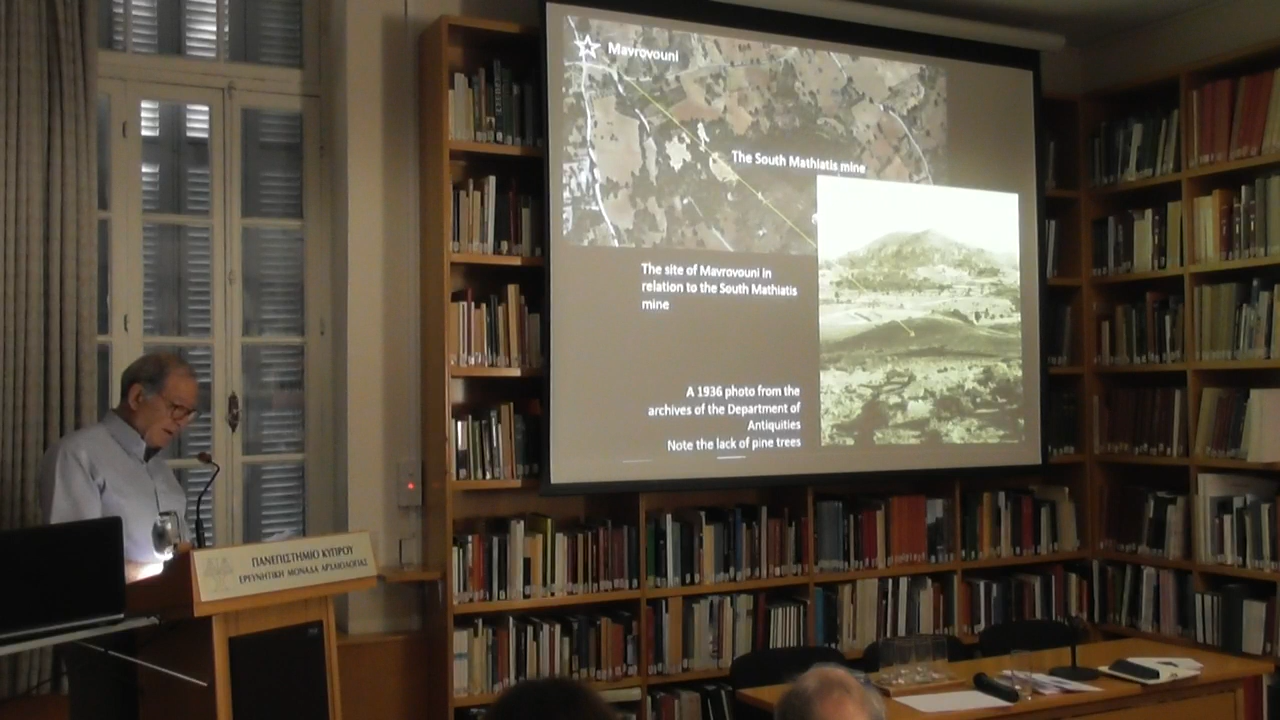 Mavrovouni
The South Mathiatis mine
The site of Mavrovouni in
relation to the South Mathiatis
mine
A 1936 photo from the
archives of the Department of
Antiquities
Note the lack of pine trees
ΠΑΝΕΠΙΣΤΗΜΙΟ ΚΥΠΡΟΥ
ΕΡΕΥΝΗΤΙΚΗ ΜΟΝΑΔΑ ΑΡΧΑΙΟΛΟΓΙΑΣ